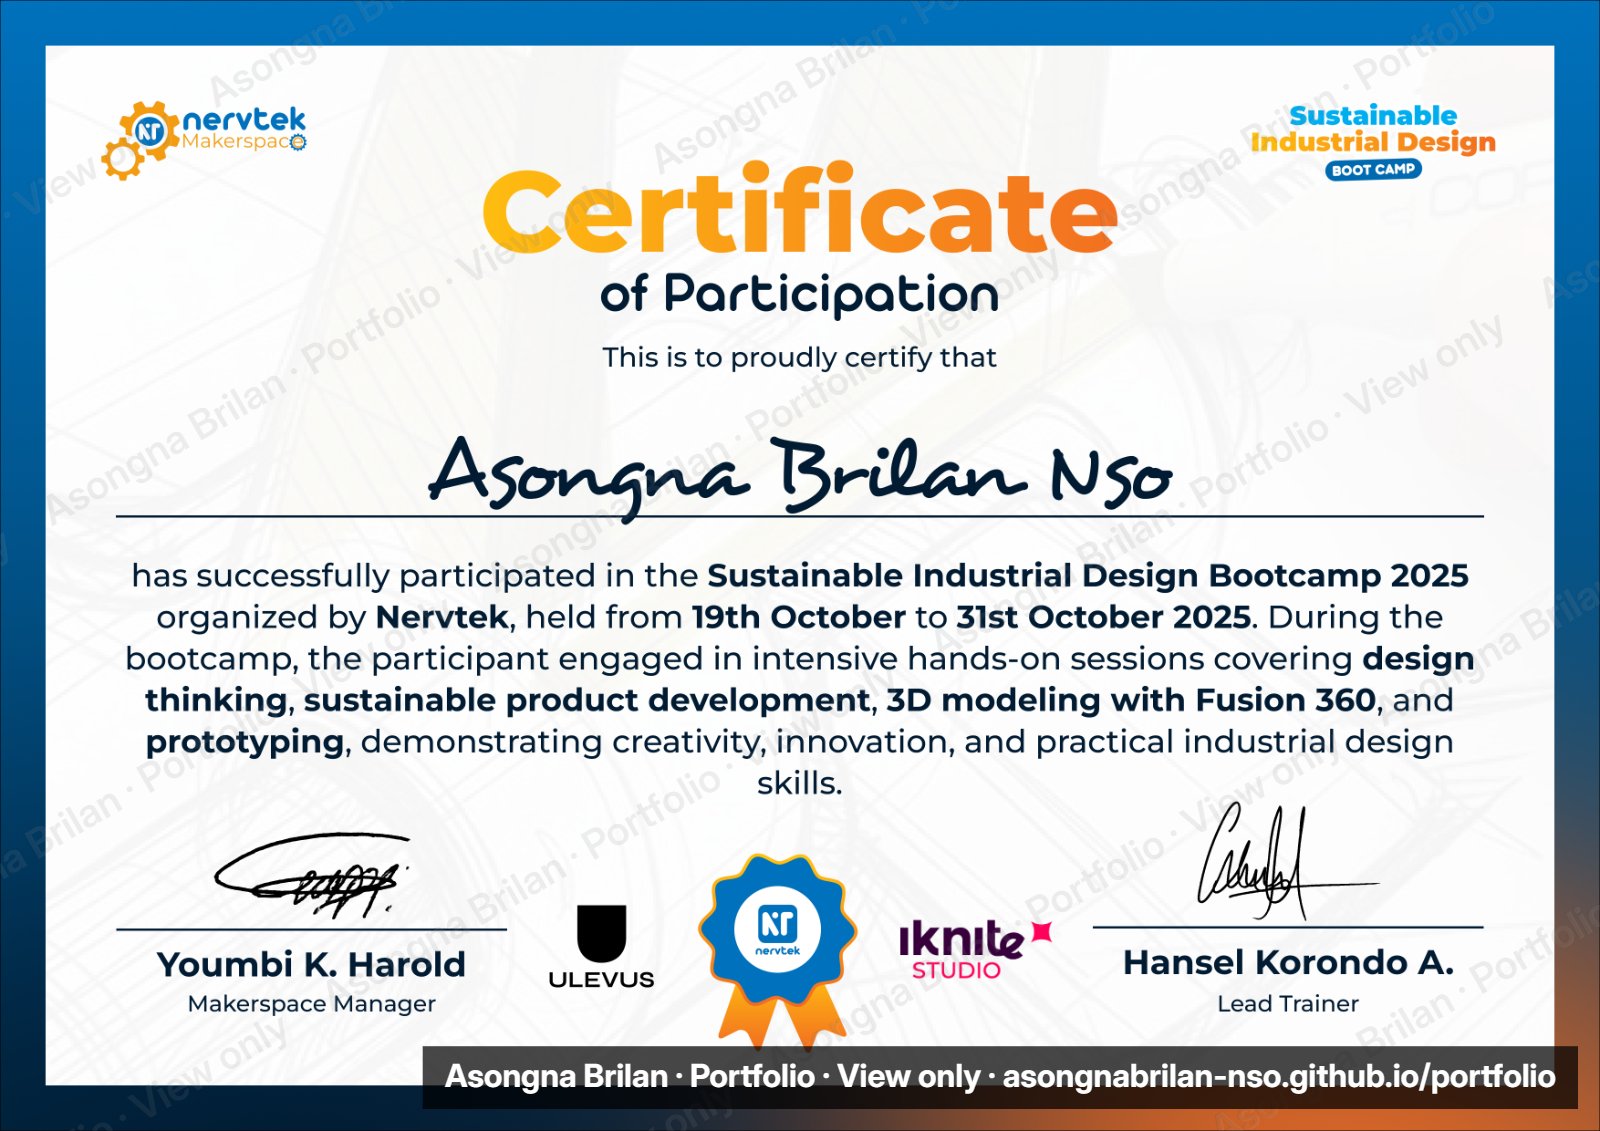 nervtek
Makerspace
Sustainable
Industrial Design
BOOT CAMP
Certificate
of Participation
This is to proudly certify that
Asongna Brilan Nso
has successfully participated in the Sustainable Industrial Design Bootcamp 2025
organized by Nervtek, held from 19th October to 31st October 2025. During the
bootcamp, the participant engaged in intensive hands-on sessions covering design
thinking, sustainable product development, 3D modeling with Fusion 360, and
prototyping, demonstrating creativity, innovation, and practical industrial design
skills.
Youmbi K. Harold
Makerspace Manager
ULEVUS
NT
nervtek
iknite
STUDIO
Hansel Korondo A.
Lead Trainer
Asongna Brilan · Portfolio · View only · asongnabrilan-nso.github.io/portfolio